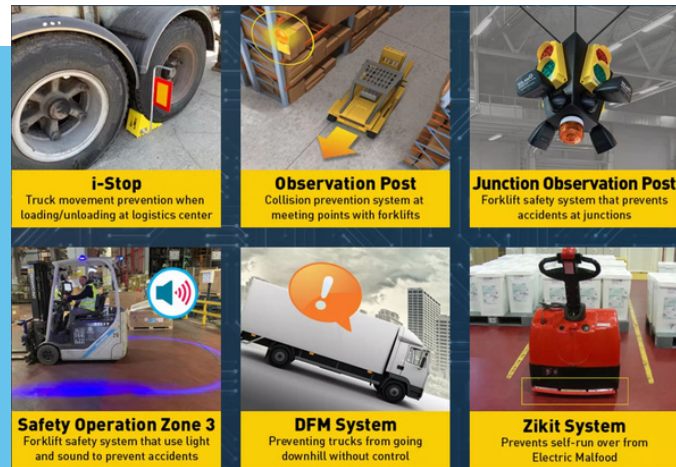 i-Stop
Truck movement prevention when
loading/unloading at logistics center
Observation Post
Collision prevention system at
meeting points with forklifts
Junction Observation Post
Forklift safety system that prevents
accidents at junctions
Safety Operation Zone 3
Forklift safety system that use light
and sound to prevent accidents
DFM System
Preventing trucks from going
downhill without control
Zikit System
Prevents self-run over from
Electric Malfood